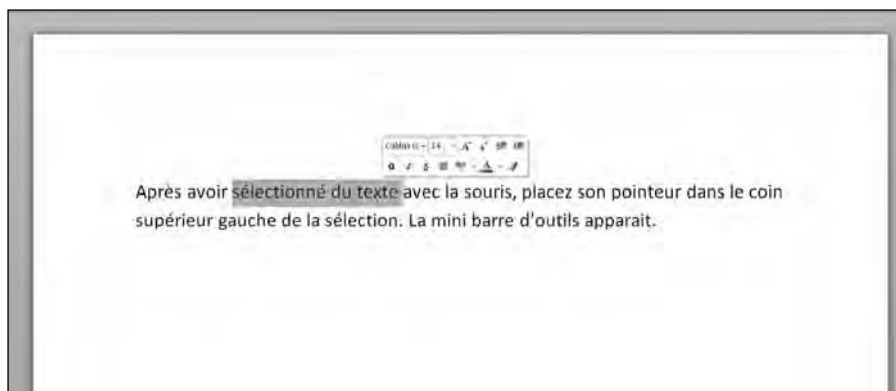 14
Après avoir sélectionné du texte avec la souris, placez son pointeur dans le coin
supérieur gauche de la sélection. La mini barre d'outils apparait.